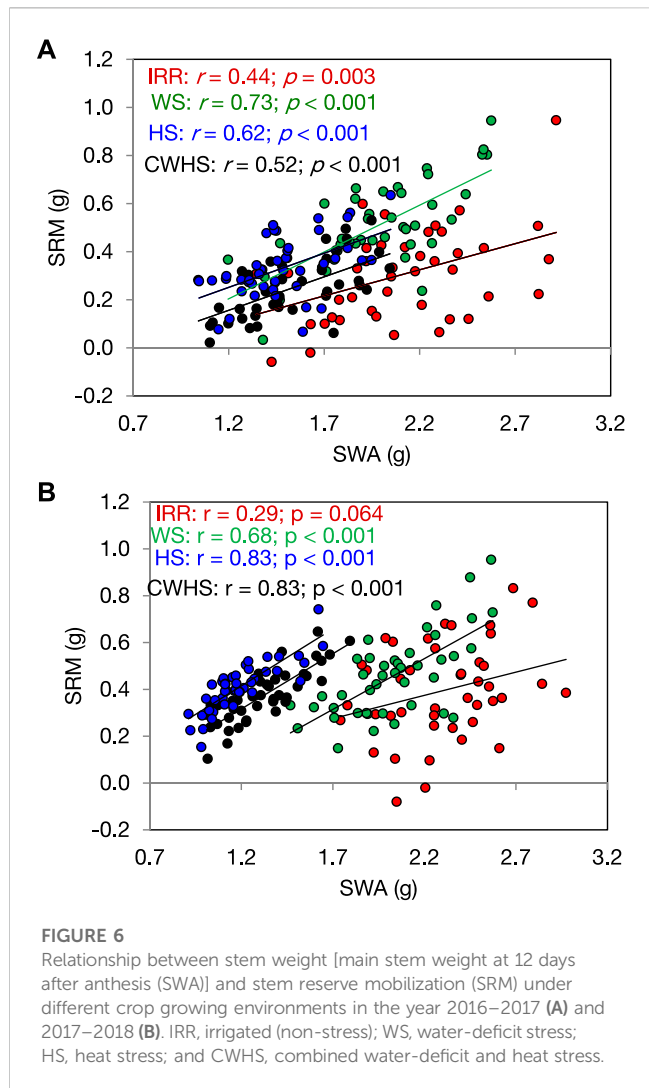 A
IRR: r = 0.44; p = 0.003
WS: r = 0.73; p < 0.001
HS: r = 0.62; p < 0.001
CWHS: r = 0.52; p < 0.001
1.2
1.0
0.8
0.6
0.4
0.2
0.0
-0.2
SRM (g)
0.7 1.2 1.7 2.2 2.7 3.2
SWA (g)
B
IRR: r = 0.29; p = 0.064
WS: r = 0.68; p < 0.001
HS: r = 0.83; p < 0.001
CWHS: r = 0.83; p < 0.001
1.2
1.0
0.8
0.6
0.4
0.2
0.0
-0.2
SRM (g)
0.7 1.2 1.7 2.2 2.7 3.2
SWA (g)
FIGURE 6
Relationship between stem weight [main stem weight at 12 days
after anthesis (SWA)] and stem reserve mobilization (SRM) under
different crop growing environments in the year 2016–2017 (A) and
2017–2018 (B). IRR, irrigated (non-stress); WS, water-deficit stress;
HS, heat stress; and CWHS, combined water-deficit and heat stress.